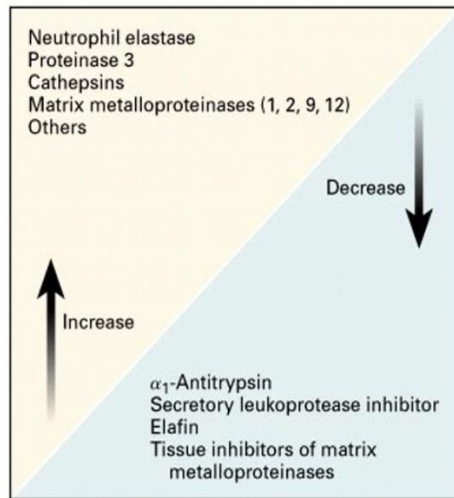 Neutrophil elastase
Proteinase 3
Cathepsins
Matrix metalloproteinases (1, 2, 9, 12)
Others
Decrease
Increase
α₁-Antitrypsin
Secretory leukoprotease inhibitor
Elafin
Tissue inhibitors of matrix
metalloproteinases